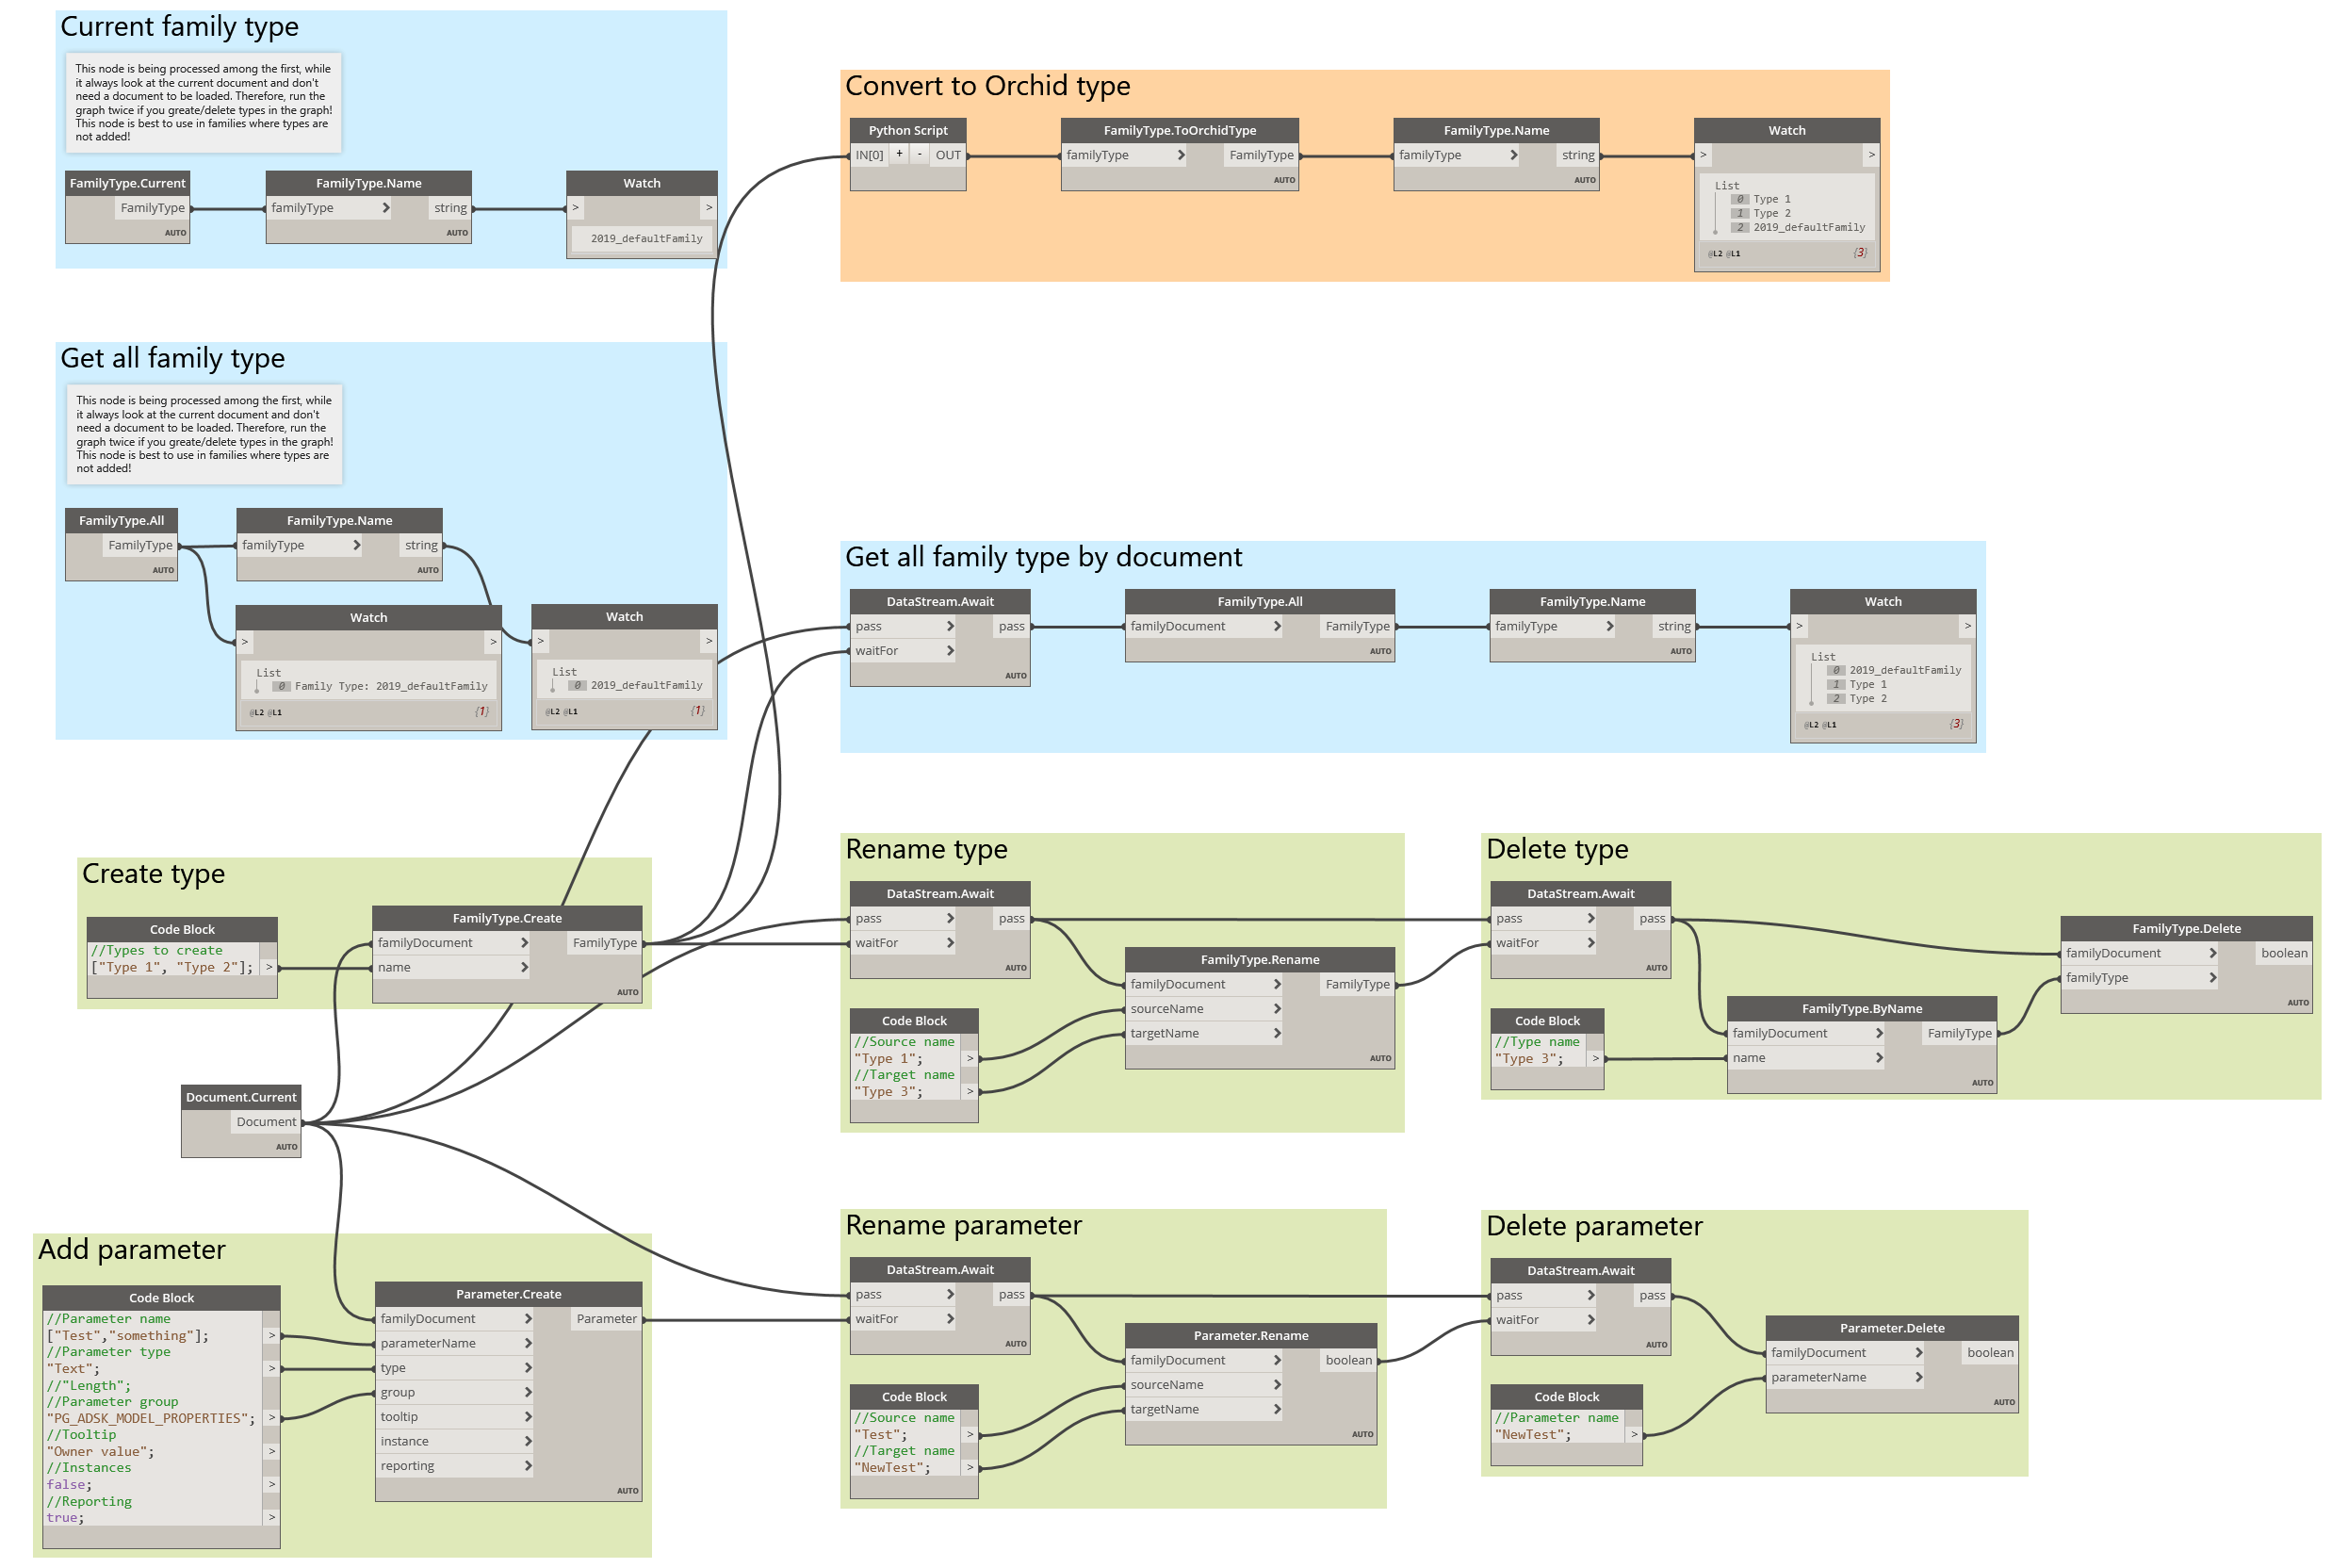 Current family type
This node is being processed among the first, while
it always look at the current document and don't
need a document to be loaded. Therefore, run the
graph twice if you greate/delete types in the graph!
This node is best to use in families where types are
not added!
FamilyType.Current
FamilyType
AUTO
FamilyType.Name
familyType > string
AUTO
Watch
> >
2019_defaultFamily
Convert to Orchid type
Python Script
IN[0] + - OUT
FamilyType.ToOrchidType
familyType > FamilyType
AUTO
FamilyType.Name
familyType > string
AUTO
Watch
> >
List
0 Type 1
1 Type 2
2 2019_defaultFamily
@L2 @L1 {3}
Get all family type
This node is being processed among the first, while
it always look at the current document and don't
need a document to be loaded. Therefore, run the
graph twice if you greate/delete types in the graph!
This node is best to use in families where types are
not added!
FamilyType.All
FamilyType
AUTO
FamilyType.Name
familyType > string
AUTO
Watch
> >
List
0 Family Type: 2019_defaultFamily
@L2 @L1 {1}
Watch
> >
List
0 2019_defaultFamily
@L2 @L1 {1}
Get all family type by document
DataStream.Await
pass > pass
waitFor >
AUTO
FamilyType.All
familyDocument > FamilyType
AUTO
FamilyType.Name
familyType > string
AUTO
Watch
> >
List
0 2019_defaultFamily
1 Type 1
2 Type 2
@L2 @L1 {3}
Create type
Code Block
//Types to create
["Type 1", "Type 2"]; >
FamilyType.Create
familyDocument > FamilyType
name >
AUTO
Rename type
DataStream.Await
pass > pass
waitFor >
AUTO
Code Block
//Source name
"Type 1"; >
//Target name
"Type 3"; >
FamilyType.Rename
familyDocument > FamilyType
sourceName >
targetName >
AUTO
Delete type
DataStream.Await
pass > pass
waitFor >
AUTO
Code Block
//Type name
"Type 3"; >
FamilyType.ByName
familyDocument > FamilyType
name >
AUTO
FamilyType.Delete
familyDocument > boolean
familyType >
AUTO
Document.Current
Document
AUTO
Add parameter
Code Block
//Parameter name
["Test","something"]; >
//Parameter type
"Text"; >
//"Length";
//Parameter group
"PG_ADSK_MODEL_PROPERTIES"; >
//Tooltip
"Owner value"; >
//Instances
false; >
//Reporting
true; >
Parameter.Create
familyDocument > Parameter
parameterName >
type >
group >
tooltip >
instance >
reporting >
AUTO
Rename parameter
DataStream.Await
pass > pass
waitFor >
AUTO
Code Block
//Source name
"Test"; >
//Target name
"NewTest"; >
Parameter.Rename
familyDocument > boolean
sourceName >
targetName >
AUTO
Delete parameter
DataStream.Await
pass > pass
waitFor >
AUTO
Code Block
//Parameter name
"NewTest"; >
Parameter.Delete
familyDocument > boolean
parameterName >
AUTO